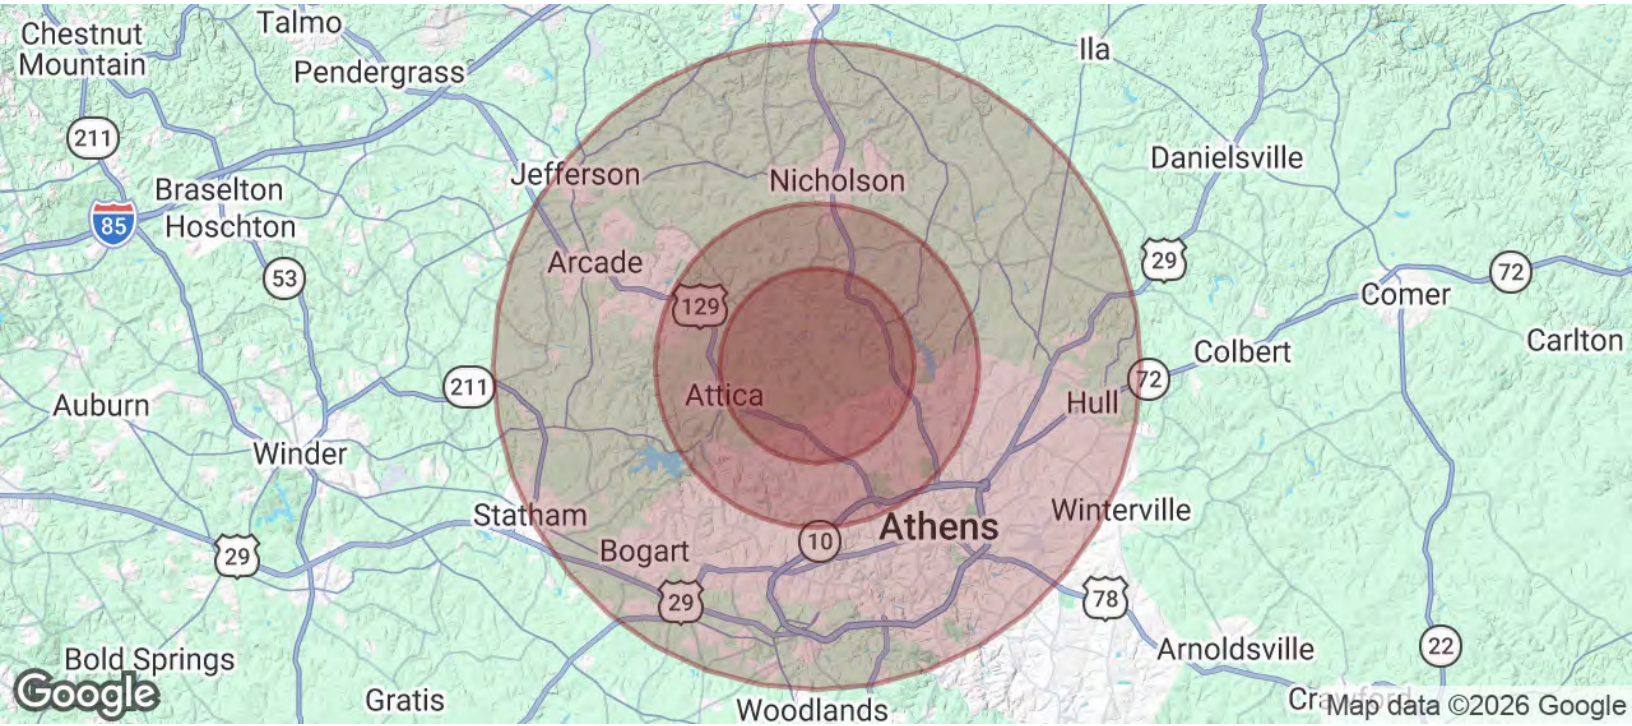 Talmo
Chestnut
Mountain
Ila
Pendergrass
211
Danielsville
Jefferson
Nicholson
Braselton
85
Hoschton
Arcade
29
53
129
72
Comer
Carlton
Colbert
211
72
Attica
Hull
Auburn
Winder
Statham
Winterville
Athens
10
Bogart
29
29
78
Arnoldsville
22
Bold Springs
Google
Gratis
Woodlands
Crawford
Map data ©2026 Google